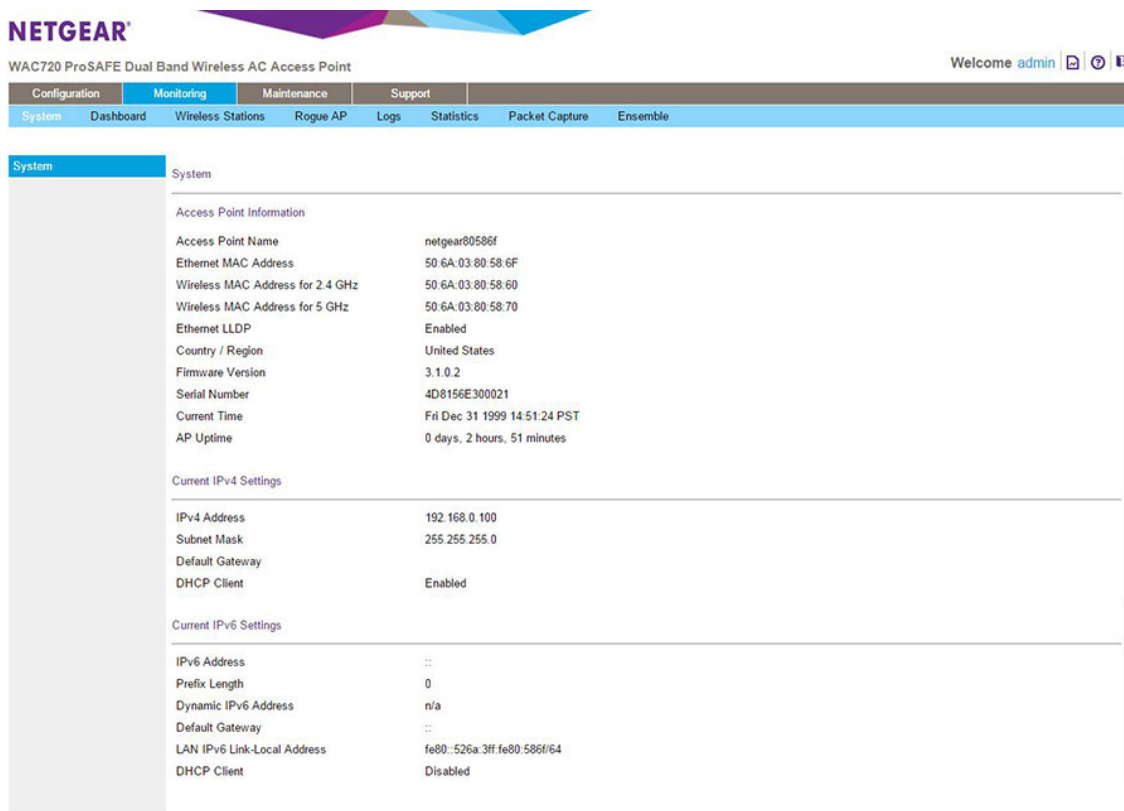 NETGEAR®
WAC720 ProSAFE Dual Band Wireless AC Access Point
Welcome admin
Configuration Monitoring Maintenance Support
System Dashboard Wireless Stations Rogue AP Logs Statistics Packet Capture Ensemble
System
System
Access Point Information
Access Point Name netgear80586f
Ethernet MAC Address 50:6A:03:80:58:6F
Wireless MAC Address for 2.4 GHz 50:6A:03:80:58:60
Wireless MAC Address for 5 GHz 50:6A:03:80:58:70
Ethernet LLDP Enabled
Country / Region United States
Firmware Version 3.1.0.2
Serial Number 4D8156E300021
Current Time Fri Dec 31 1999 14:51:24 PST
AP Uptime 0 days, 2 hours, 51 minutes
Current IPv4 Settings
IPv4 Address 192.168.0.100
Subnet Mask 255.255.255.0
Default Gateway
DHCP Client Enabled
Current IPv6 Settings
IPv6 Address ::
Prefix Length 0
Dynamic IPv6 Address n/a
Default Gateway ::
LAN IPv6 Link-Local Address fe80::526a:3ff:fe80:586f/64
DHCP Client Disabled